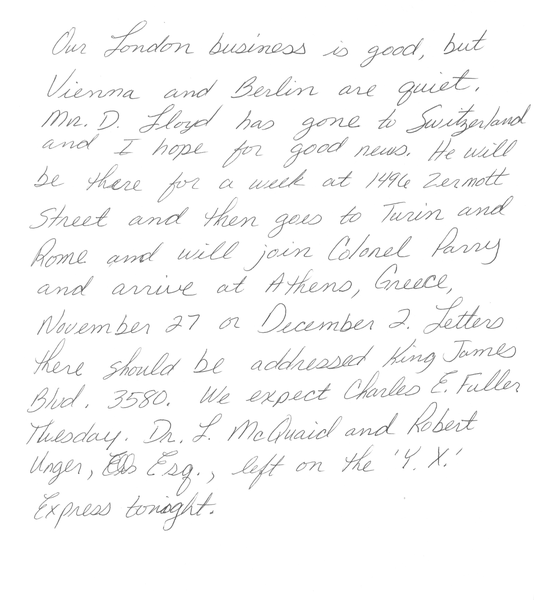 Our London business is good, but
Vienna and Berlin are quiet.
Mr. D. Lloyd has gone to Switzerland
and I hope for good news. He will
be there for a week at 1496 Zermott
Street and then goes to Turin and
Rome and will join Colonel Parry
and arrive at Athens, Greece,
November 27 or December 2. Letters
there should be addressed King James
Blvd. 3580. We expect Charles E. Fuller
Tuesday. Dr. L. McQuaid and Robert
Unger, Esq., left on the 'Y. X.'
Express tonight.